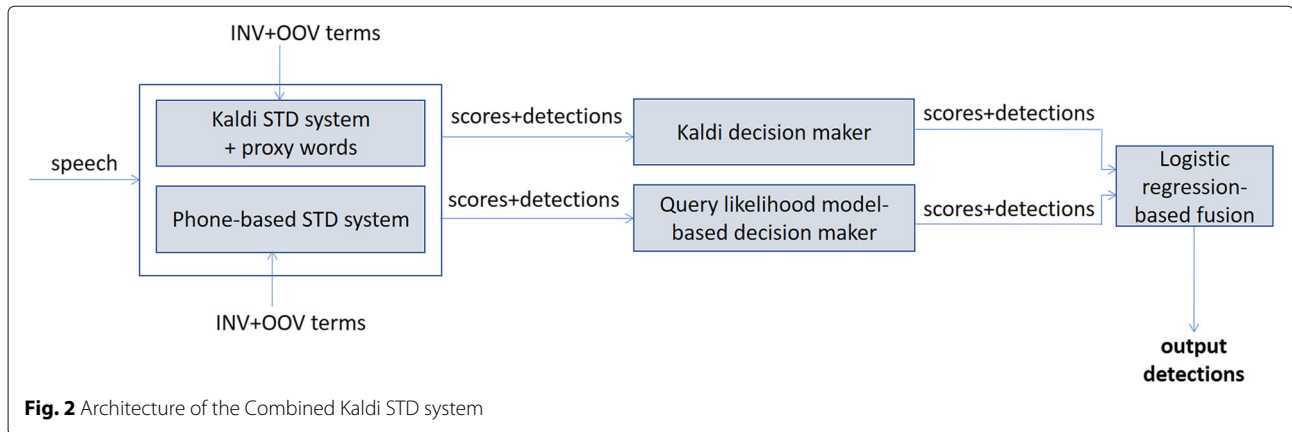 INV+OOV terms
Kaldi STD system
+ proxy words
scores+detections
Kaldi decision maker
scores+detections
speech
Logistic
regression-
based fusion
Phone-based STD system
scores+detections
Query likelihood model-
based decision maker
scores+detections
INV+OOV terms
output
detections
Fig. 2 Architecture of the Combined Kaldi STD system